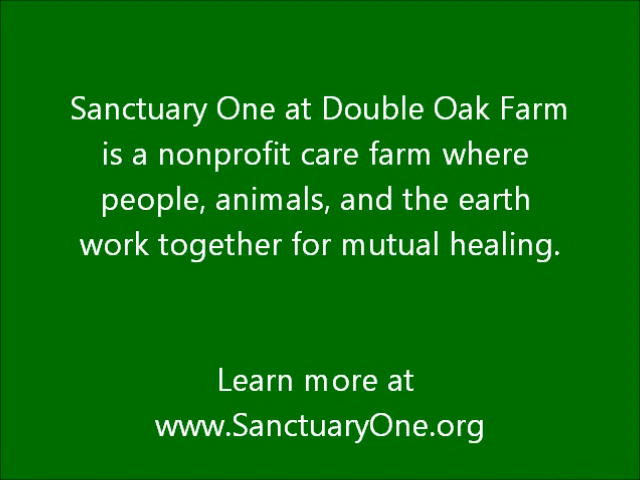 Sanctuary One at Double Oak Farm
is a nonprofit care farm where
people, animals, and the earth
work together for mutual healing.
Learn more at
www.SanctuaryOne.org